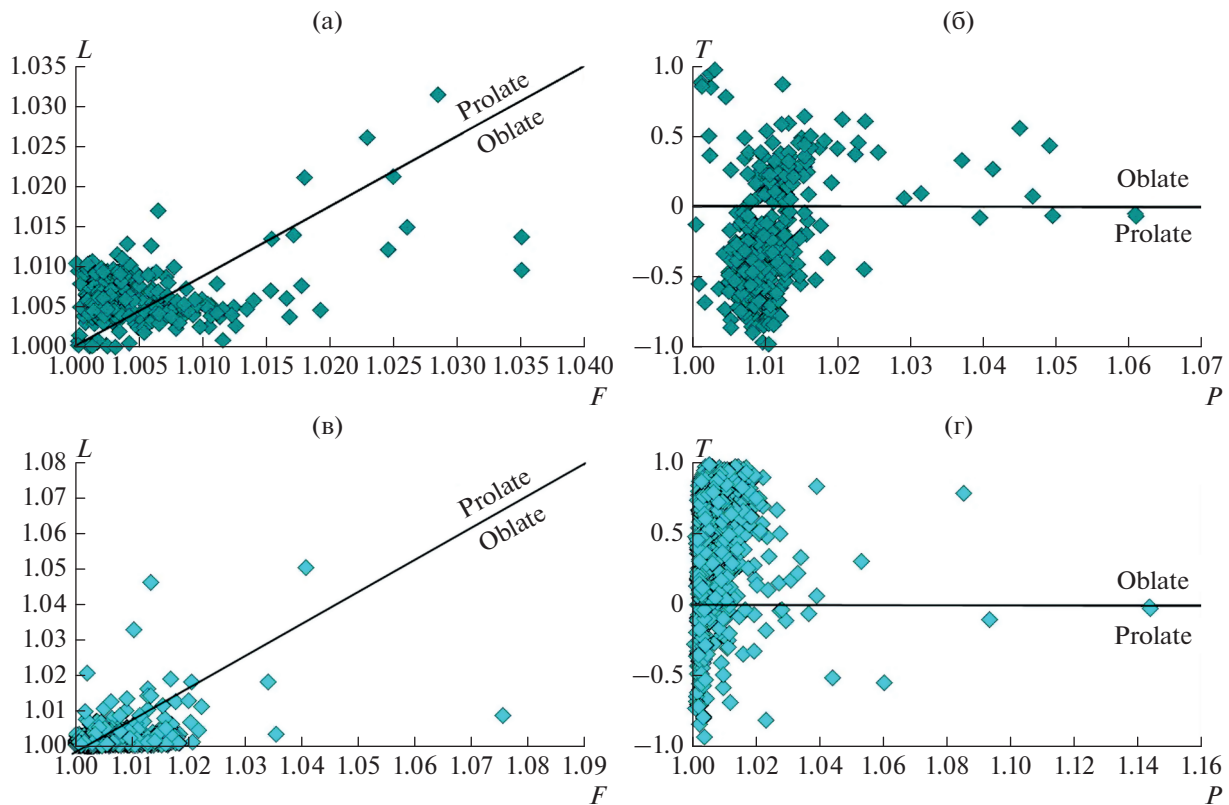 (а)
L
1.035
1.030
1.025
1.020
1.015
1.010
1.005
1.000
Prolate
Oblate
1.000 1.005 1.010 1.015 1.020 1.025 1.030 1.035 1.040
F
(б)
T
1.0
0.5
0
−0.5
−1.0
Oblate
Prolate
1.00 1.01 1.02 1.03 1.04 1.05 1.06 1.07
P
(в)
L
1.08
1.07
1.06
1.04
1.03
1.02
1.01
1.00
Prolate
Oblate
1.00 1.01 1.02 1.04 1.05 1.06 1.08 1.09
F
(г)
T
1.0
0.5
0
−0.5
−1.0
Oblate
Prolate
1.00 1.02 1.04 1.06 1.08 1.10 1.12 1.14 1.16
P